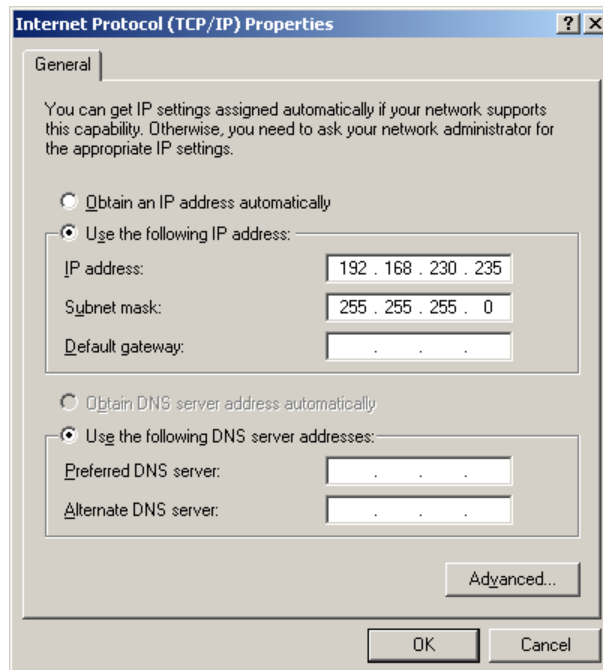 Internet Protocol (TCP/IP) Properties
General
You can get IP settings assigned automatically if your network supports
this capability. Otherwise, you need to ask your network administrator for
the appropriate IP settings.
Obtain an IP address automatically
Use the following IP address:
IP address: 192 . 168 . 230 . 235
Subnet mask: 255 . 255 . 255 . 0
Default gateway: . . .
Obtain DNS server address automatically
Use the following DNS server addresses:
Preferred DNS server: . . .
Alternate DNS server: . . .
Advanced...
OK Cancel